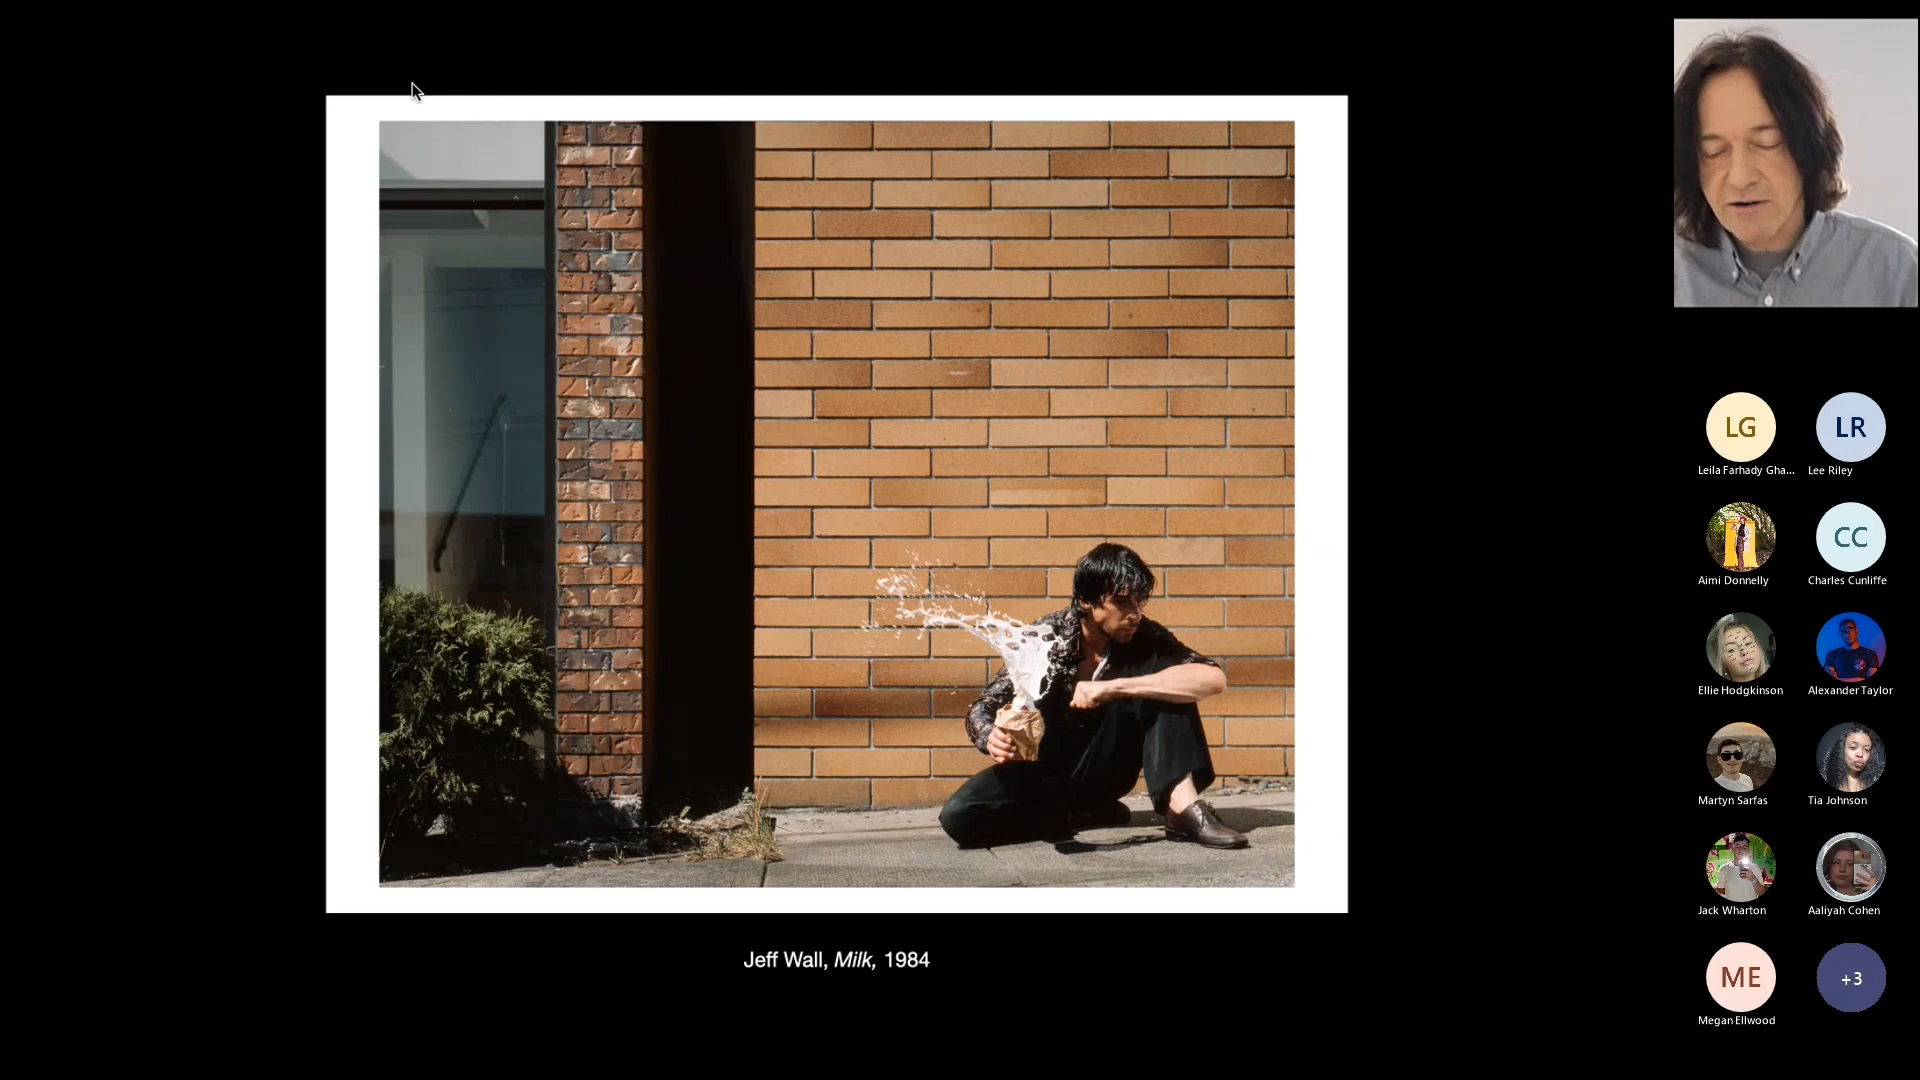 LG
LR
Leila Farhady Gha...
Lee Riley
CC
Aimi Donnelly
Charles Cunliffe
Ellie Hodgkinson
Alexander Taylor
Martyn Sarfas
Tia Johnson
Jack Wharton
Aaliyah Cohen
Jeff Wall, Milk, 1984
ME
+3
Megan Ellwood